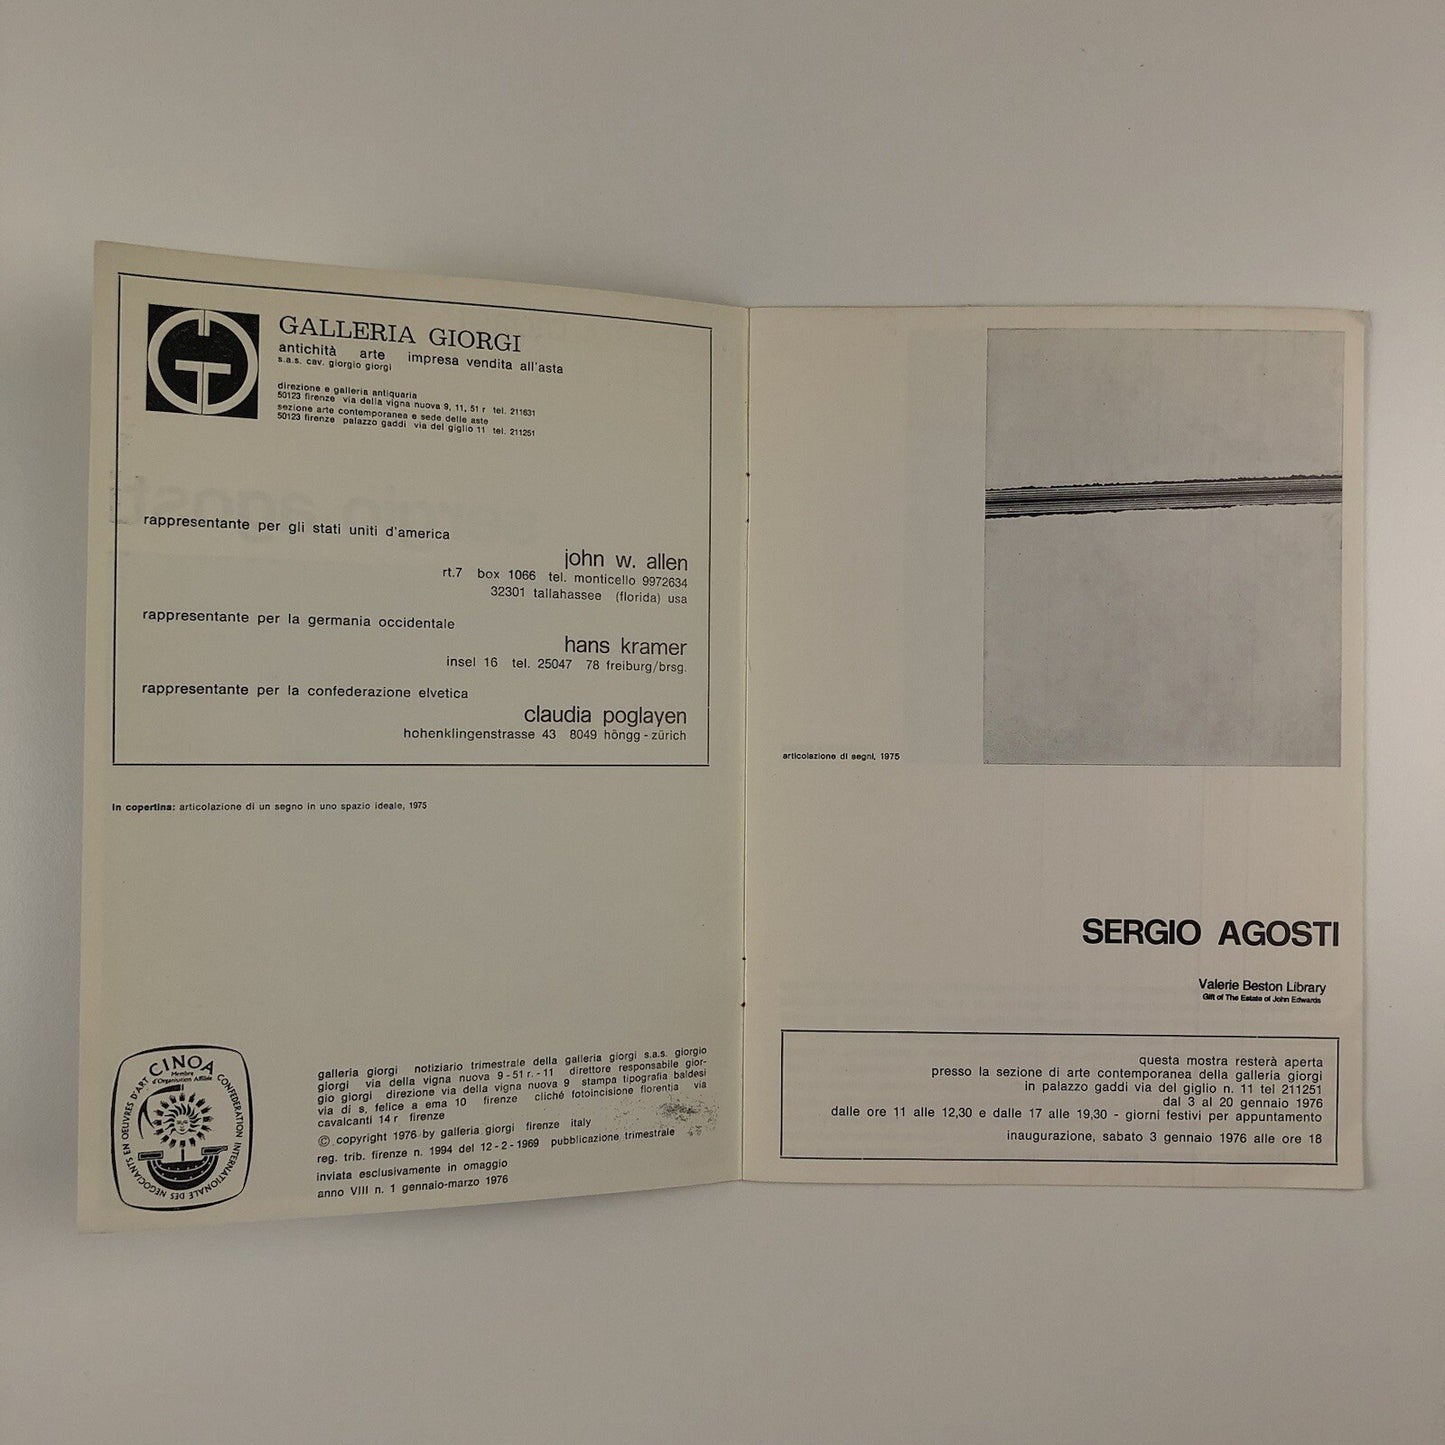 GALLERIA GIORGI
antichità arte impresa vendita all'asta
s.a.s. cav. giorgio giorgi
direzione e galleria antiquaria
50123 firenze via della vigna nuova 9, 11, 51 r tel. 211631
sezione arte contemporanea e sede delle aste
50123 firenze palazzo gaddi via del giglio 11 tel. 211251
rappresentante per gli stati uniti d'america
john w. allen
rt.7 box 1066 tel. monticello 9972634
32301 tallahassee (florida) usa
rappresentante per la germania occidentale
hans kramer
insel 16 tel. 25047 78 freiburg/brsg.
rappresentante per la confederazione elvetica
claudia poglayen
hohenklingenstrasse 43 8049 höngg - zürich
In copertina: articolazione di un segno in uno spazio ideale, 1975
CINOA
Membre
d'Organisation Affiliée
CONFEDERATION INTERNATIONALE DES NEGOCIANTS EN OEUVRES D'ART
galleria giorgi notiziario trimestrale della galleria giorgi s.a.s. giorgio
giorgi via della vigna nuova 9 - 51 r. - 11 direttore responsabile gior-
gio giorgi direzione via della vigna nuova 9 stampa tipografia baldesi
via di s. felice a ema 10 firenze cliché fotoincisione florentia via
cavalcanti 14 r firenze
© copyright 1976 by galleria giorgi firenze italy
reg. trib. firenze n. 1994 del 12 - 2 - 1969 pubblicazione trimestrale
inviata esclusivamente in omaggio
anno VIII n. 1 gennaio-marzo 1976
articolazione di segni, 1975
SERGIO AGOSTI
Valerie Beston Library
Gift of The Estate of John Edwards
questa mostra resterà aperta
presso la sezione di arte contemporanea della galleria giorgi
in palazzo gaddi via del giglio n. 11 tel 211251
dal 3 al 20 gennaio 1976
dalle ore 11 alle 12,30 e dalle 17 alle 19,30 - giorni festivi per appuntamento
inaugurazione, sabato 3 gennaio 1976 alle ore 18